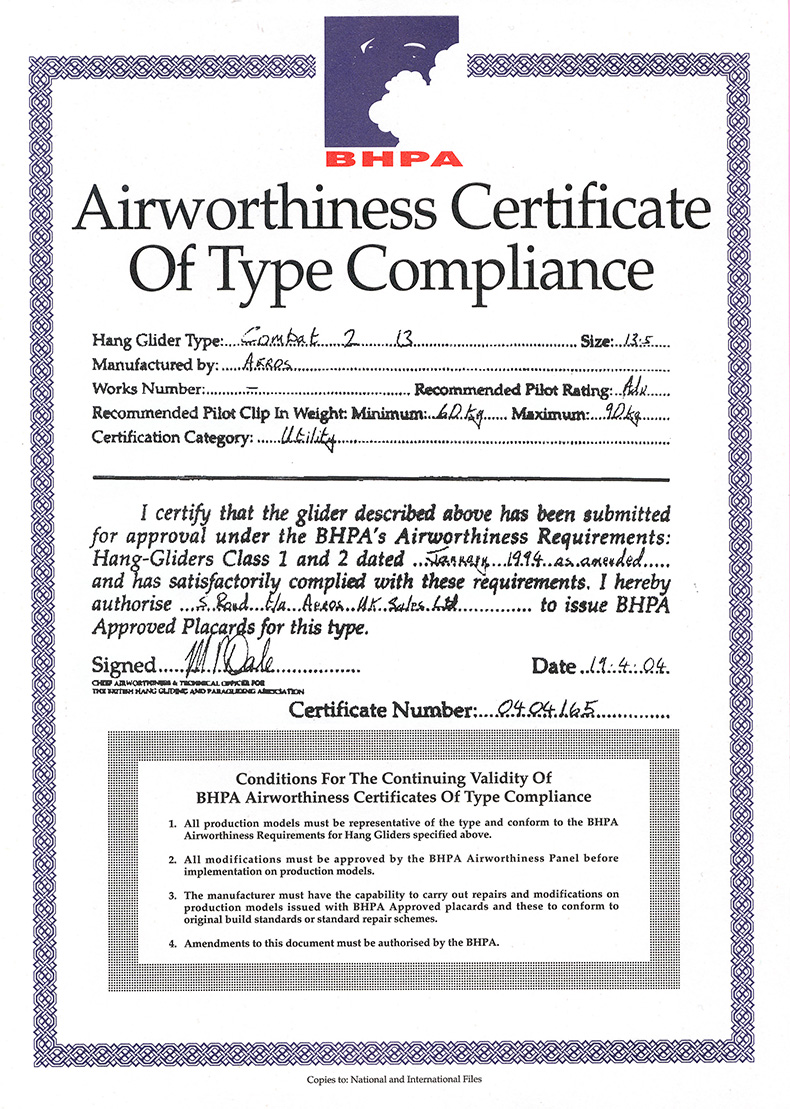 BHPA
Airworthiness Certificate
Of Type Compliance
Hang Glider Type:....Combat 2 13.... Size:..13.5....
Manufactured by:.....AEROS....
Works Number:....–.... Recommended Pilot Rating:..Adv....
Recommended Pilot Clip In Weight: Minimum:..60.kg.... Maximum:...90kg....
Certification Category: .....Utility....
I certify that the glider described above has been submitted
for approval under the BHPA's Airworthiness Requirements:
Hang-Gliders Class 1 and 2 dated ..January...1994..as.amended.....
and has satisfactorily complied with these requirements. I hereby
authorise ...S. Rand...t/a...Aeros..UK.Sales.Ltd.............. to issue BHPA
Approved Placards for this type.
Signed.....M.P.Dale............... Date ..19.4.04.
CHIEF AIRWORTHINESS & TECHNICAL OFFICER FOR
THE BRITISH HANG GLIDING AND PARAGLIDING ASSOCIATION
Certificate Number:....04.04.165..............
Conditions For The Continuing Validity Of
BHPA Airworthiness Certificates Of Type Compliance
1. All production models must be representative of the type and conform to the BHPA
Airworthiness Requirements for Hang Gliders specified above.
2. All modifications must be approved by the BHPA Airworthiness Panel before
implementation on production models.
3. The manufacturer must have the capability to carry out repairs and modifications on
production models issued with BHPA Approved placards and these to conform to
original build standards or standard repair schemes.
4. Amendments to this document must be authorised by the BHPA.
Copies to: National and International Files